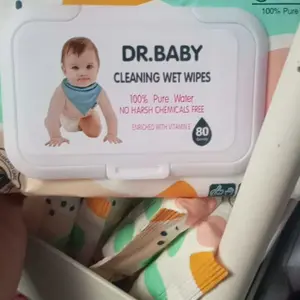 100% Pure
DR.BABY
CLEANING WET WIPES
100% Pure Water
NO HARSH CHEMICALS FREE
ENRICHED WITH VITAMIN E
80